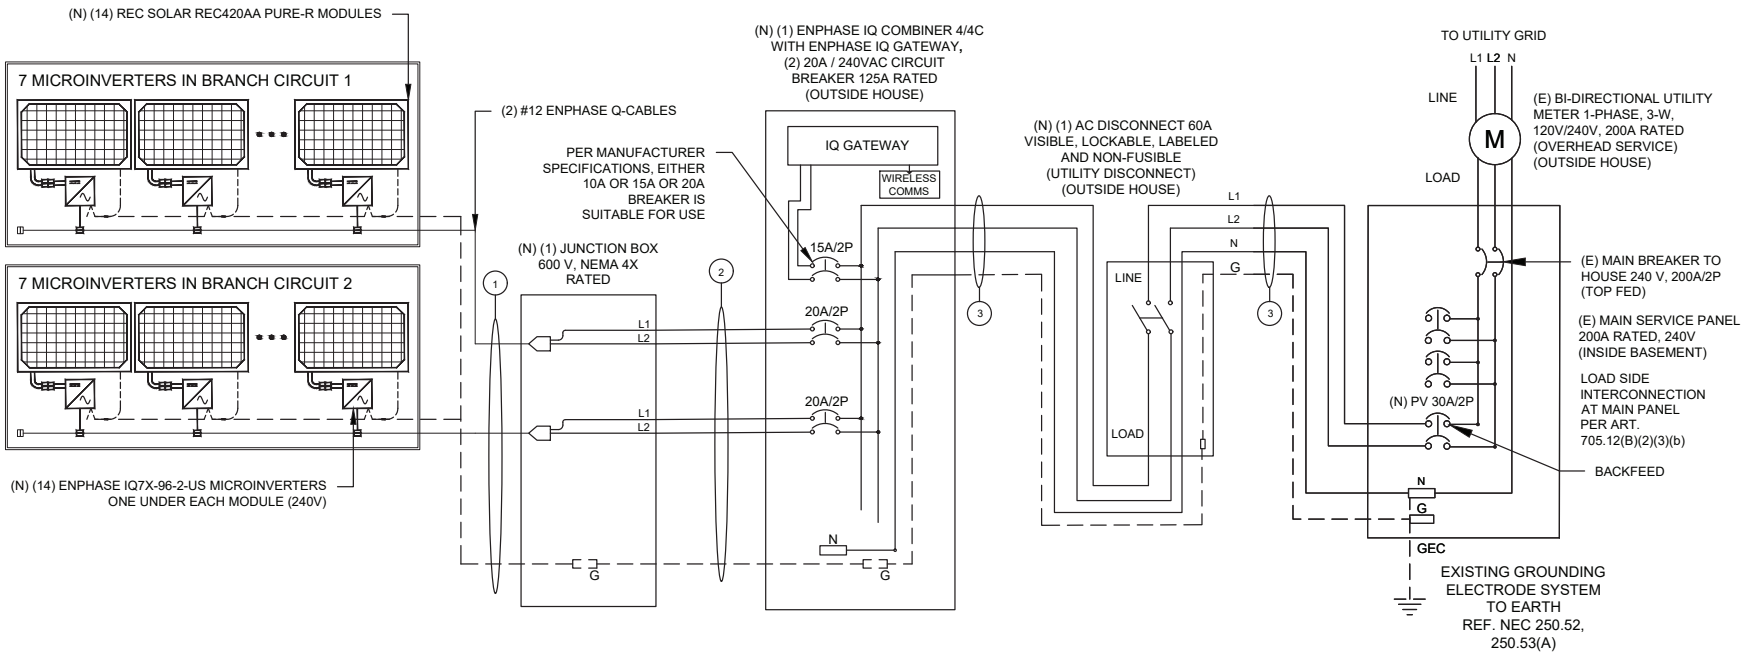 (N) (14) REC SOLAR REC420AA PURE-R MODULES
7 MICROINVERTERS IN BRANCH CIRCUIT 1
7 MICROINVERTERS IN BRANCH CIRCUIT 2
(N) (14) ENPHASE IQ7X-96-2-US MICROINVERTERS
ONE UNDER EACH MODULE (240V)
(2) #12 ENPHASE Q-CABLES
PER MANUFACTURER
SPECIFICATIONS, EITHER
10A OR 15A OR 20A
BREAKER IS
SUITABLE FOR USE
(N) (1) JUNCTION BOX
600 V, NEMA 4X
RATED
1
L1
L2
L1
L2
G
2
(N) (1) ENPHASE IQ COMBINER 4/4C
WITH ENPHASE IQ GATEWAY,
(2) 20A / 240VAC CIRCUIT
BREAKER 125A RATED
(OUTSIDE HOUSE)
IQ GATEWAY
WIRELESS
COMMS
15A/2P
20A/2P
20A/2P
N
G
3
(N) (1) AC DISCONNECT 60A
VISIBLE, LOCKABLE, LABELED
AND NON-FUSIBLE
(UTILITY DISCONNECT)
(OUTSIDE HOUSE)
LINE
LOAD
L1
L2
N
G
3
TO UTILITY GRID
L1 L2 N
LINE
M
LOAD
(E) BI-DIRECTIONAL UTILITY
METER 1-PHASE, 3-W,
120V/240V, 200A RATED
(OVERHEAD SERVICE)
(OUTSIDE HOUSE)
(E) MAIN BREAKER TO
HOUSE 240 V, 200A/2P
(TOP FED)
(E) MAIN SERVICE PANEL
200A RATED, 240V
(INSIDE BASEMENT)
LOAD SIDE
INTERCONNECTION
AT MAIN PANEL
PER ART.
705.12(B)(2)(3)(b)
(N) PV 30A/2P
BACKFEED
N
G
GEC
EXISTING GROUNDING
ELECTRODE SYSTEM
TO EARTH
REF. NEC 250.52,
250.53(A)